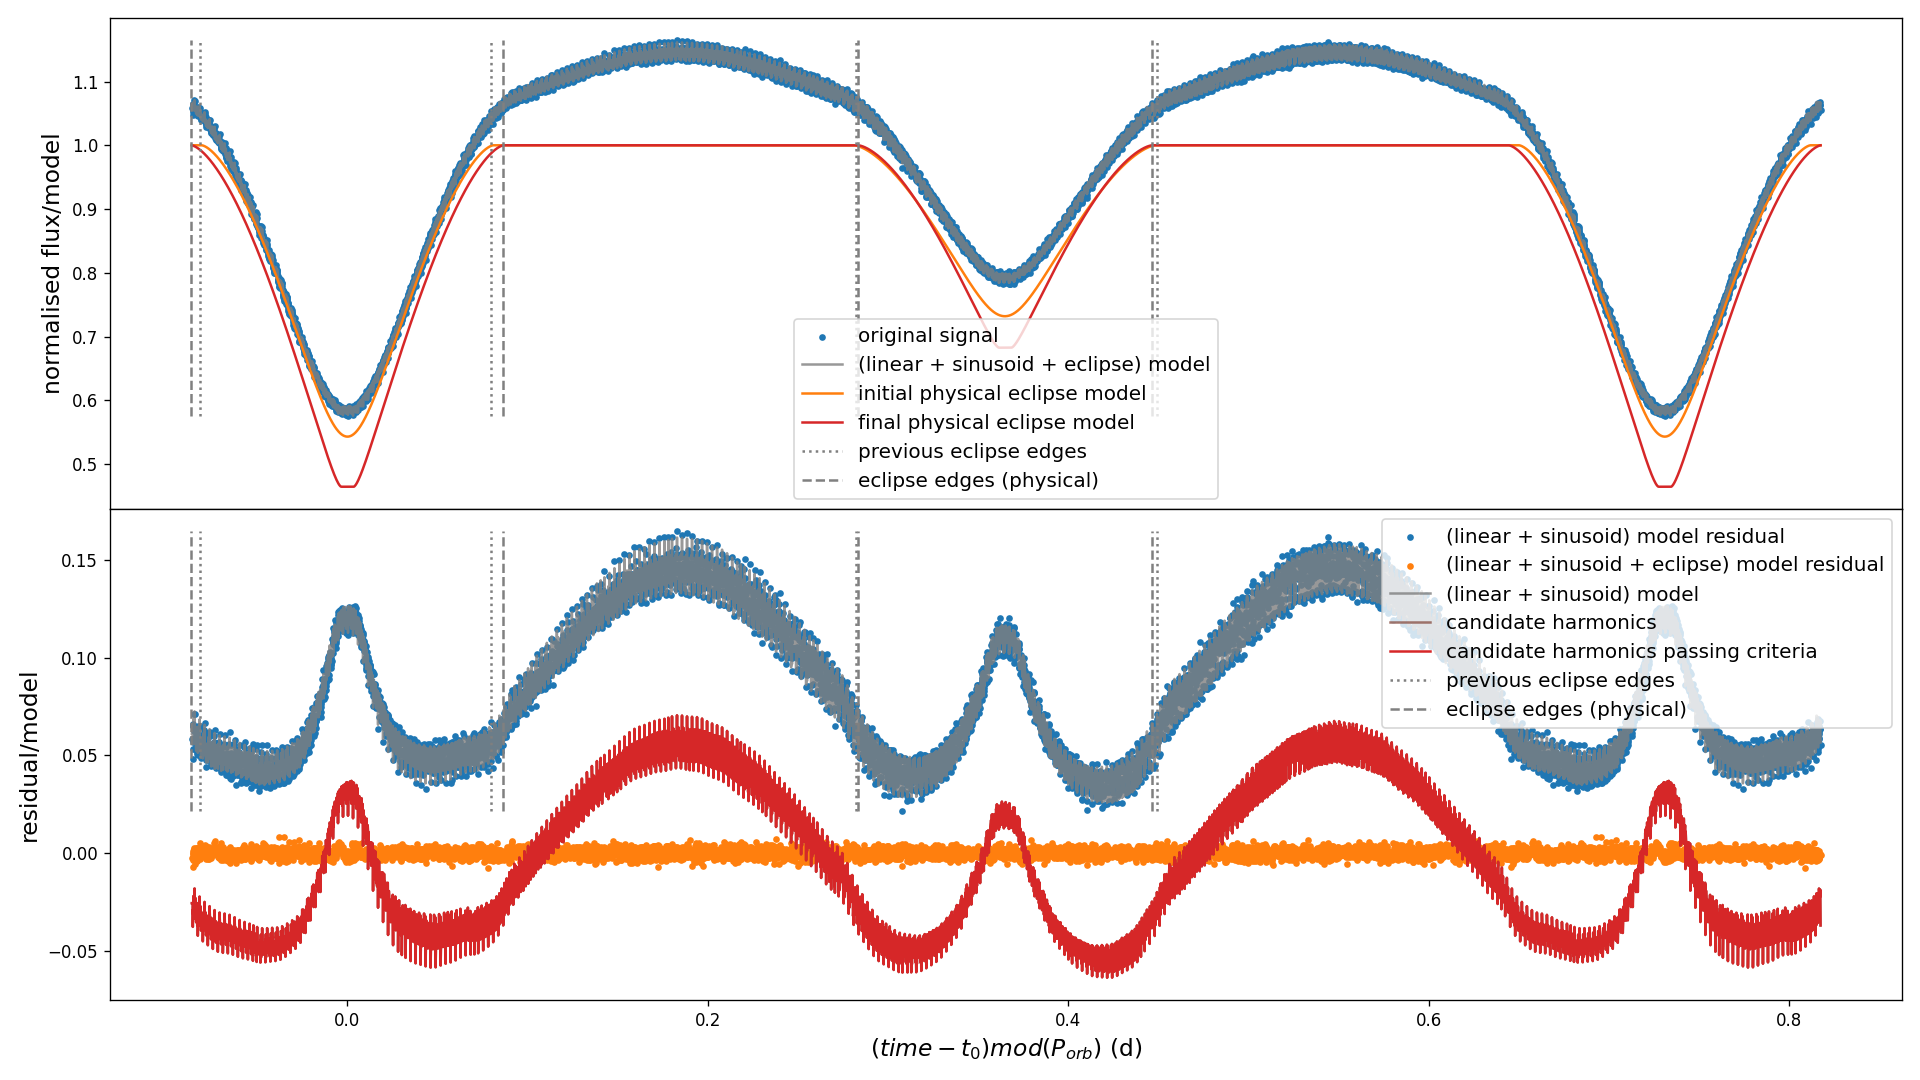 normalised flux/model
1.1
1.0
0.9
0.8
0.7
0.6
0.5
original signal
(linear + sinusoid + eclipse) model
initial physical eclipse model
final physical eclipse model
previous eclipse edges
eclipse edges (physical)
residual/model
0.15
0.10
0.05
0.00
−0.05
(linear + sinusoid) model residual
(linear + sinusoid + eclipse) model residual
(linear + sinusoid) model
candidate harmonics
candidate harmonics passing criteria
previous eclipse edges
eclipse edges (physical)
0.0 0.2 0.4 0.6 0.8
(time − t₀)mod(P_orb) (d)